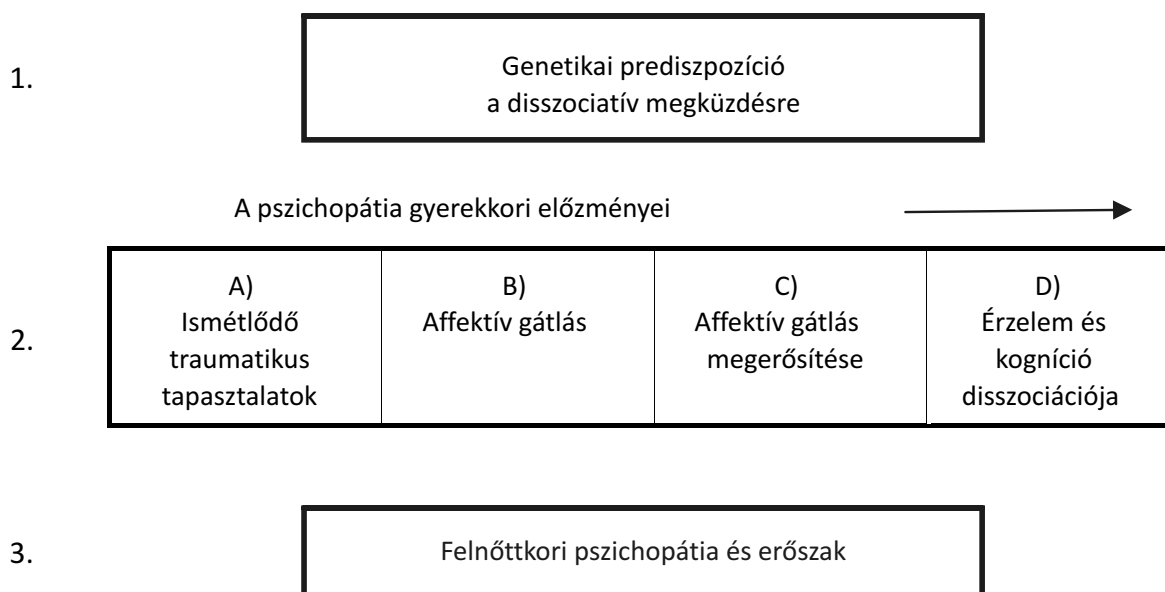 1.
Genetikai prediszpozíció
a disszociatív megküzdésre
A pszichopátia gyerekkori előzményei
2.
A)
Ismétlődő
traumatikus
tapasztalatok
B)
Affektív gátlás
C)
Affektív gátlás
megerősítése
D)
Érzelem és
kogníció
disszociációja
3.
Felnőttkori pszichopátia és erőszak